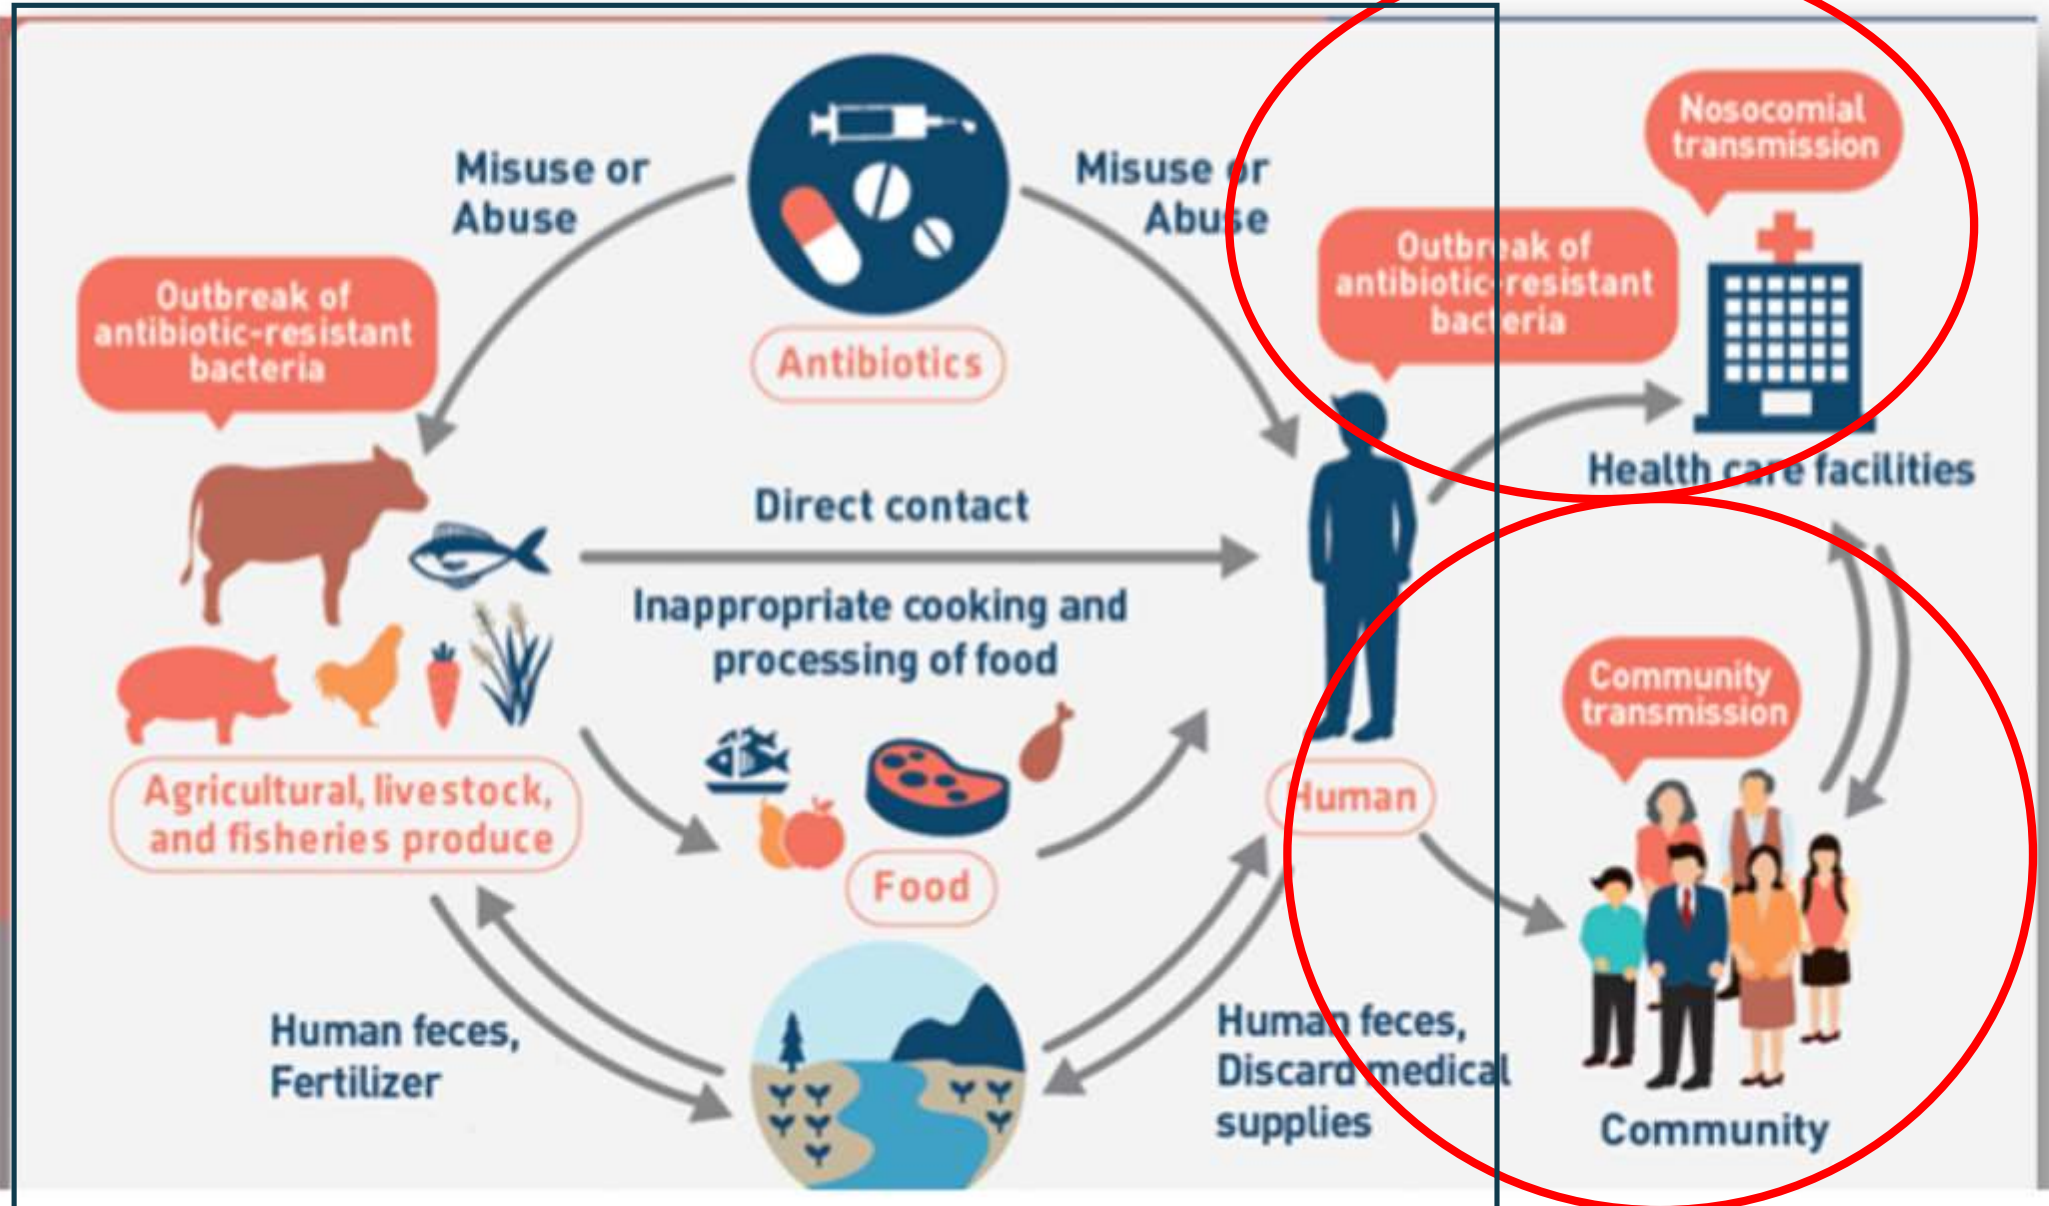 Nosocomial
transmission
Misuse or
Abuse
Misuse or
Abuse
Outbreak of
antibiotic-resistant
bacteria
Outbreak of
antibiotic-resistant
bacteria
Antibiotics
Health care facilities
Direct contact
Inappropriate cooking and
processing of food
Community
transmission
Agricultural, livestock,
and fisheries produce
Human
Food
Human feces,
Fertilizer
Human feces,
Discard medical
supplies
Community